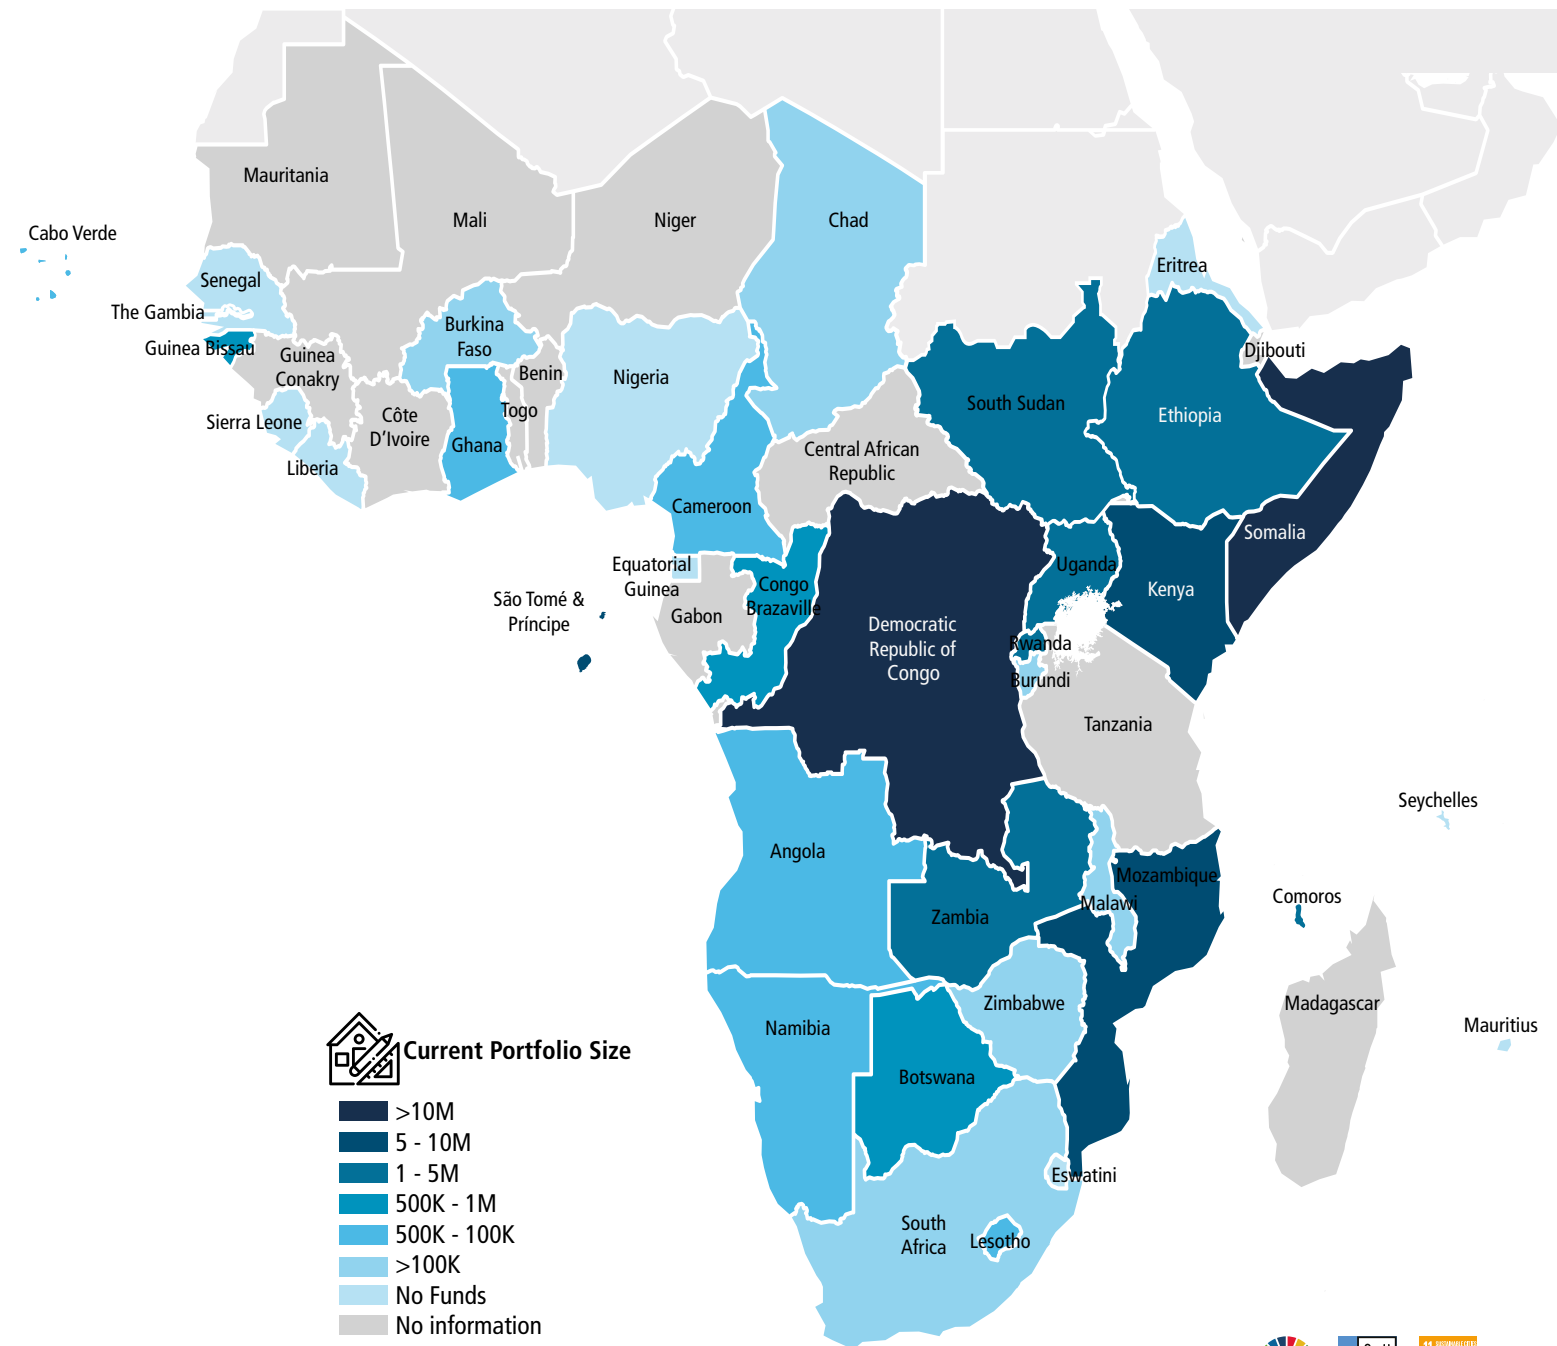 Mauritania
Mali
Niger
Chad
Cabo Verde
Senegal
Eritrea
The Gambia
Guinea Bissau
Guinea
Conakry
Burkina
Faso
Djibouti
Benin
Nigeria
Togo
Sierra Leone
Côte
D’Ivoire
Ghana
Liberia
South Sudan
Ethiopia
Central African
Republic
Cameroon
Somalia
Equatorial
Guinea
Uganda
Kenya
Congo
Brazaville
São Tomé &
Príncipe
Gabon
Democratic
Republic of
Congo
Rwanda
Burundi
Tanzania
Seychelles
Angola
Mozambique
Malawi
Comoros
Zambia
Zimbabwe
Madagascar
Namibia
Mauritius
Botswana
Eswatini
South
Africa
Lesotho
Current Portfolio Size
>10M
5 - 10M
1 - 5M
500K - 1M
500K - 100K
>100K
No Funds
No information